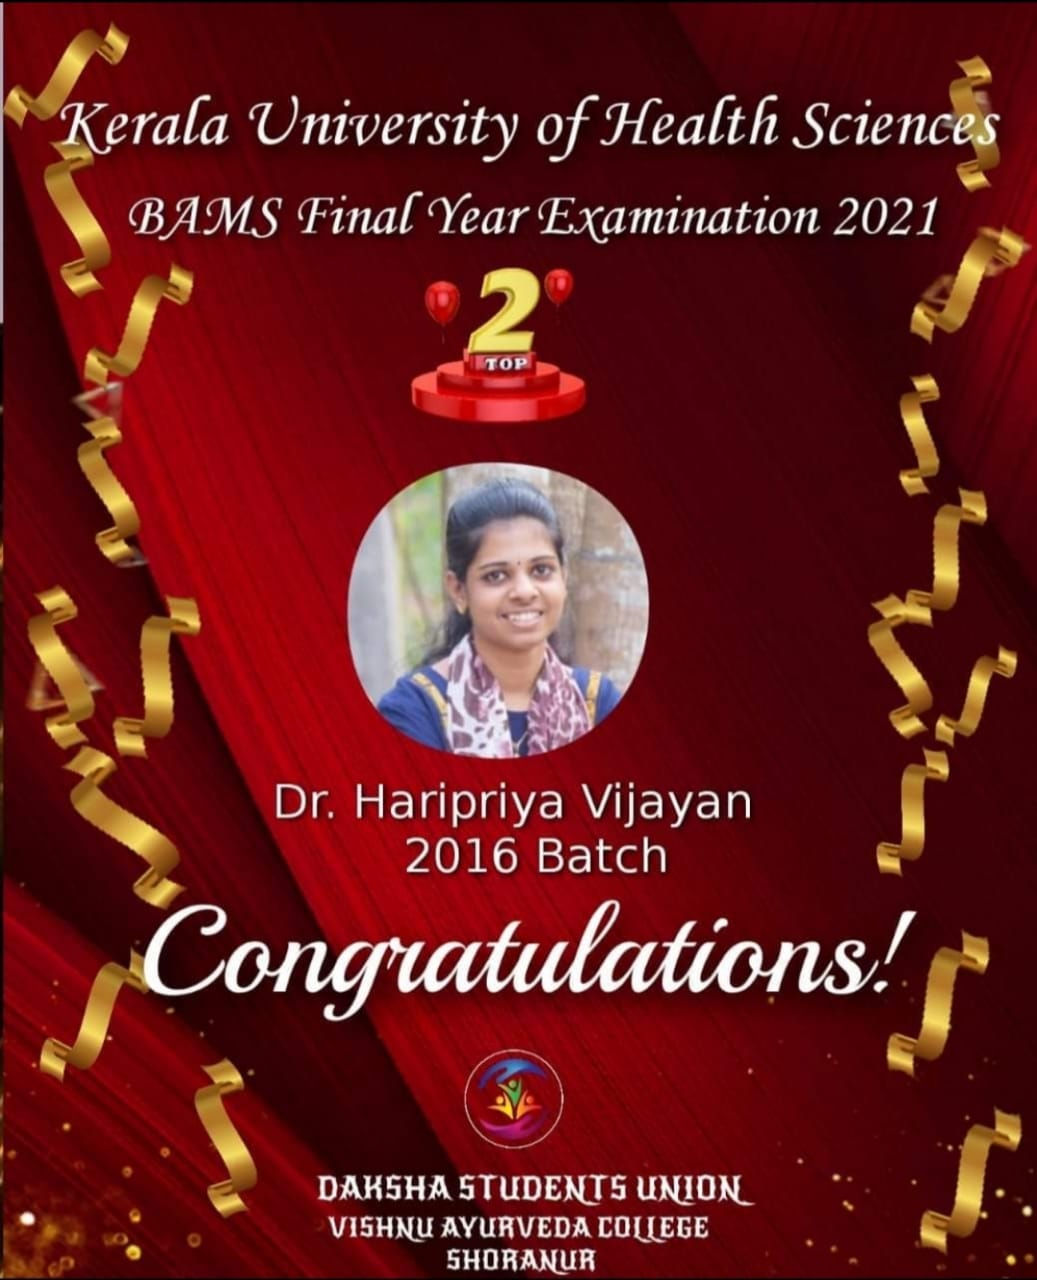 Kerala University of Health Sciences
BAMS Final Year Examination 2021
2
TOP
Dr. Haripriya Vijayan
2016 Batch
Congratulations!
DAKSHA STUDENTS UNION
VISHNU AYURVEDA COLLEGE
SHORANUR